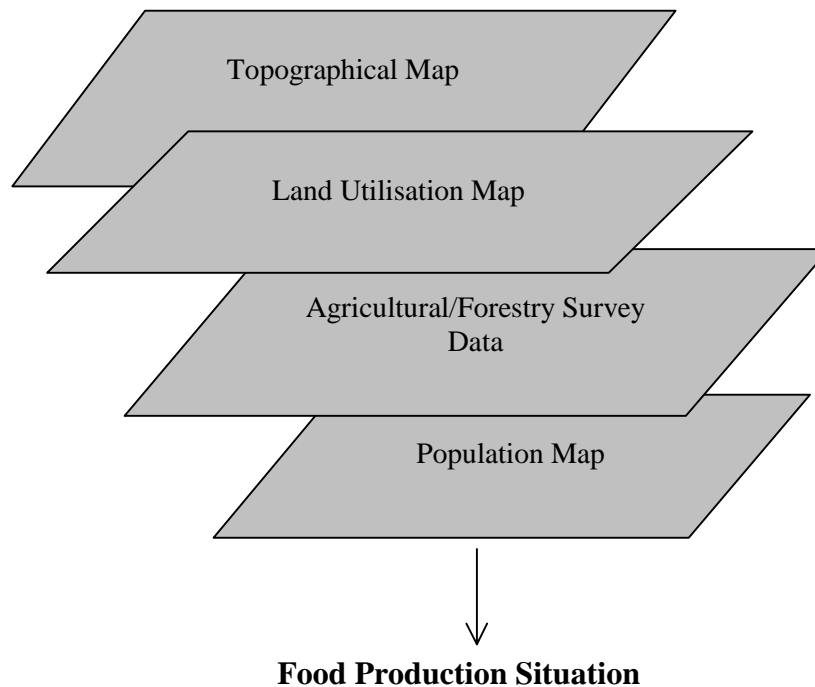 Topographical Map
Land Utilisation Map
Agricultural/Forestry Survey
Data
Population Map
Food Production Situation